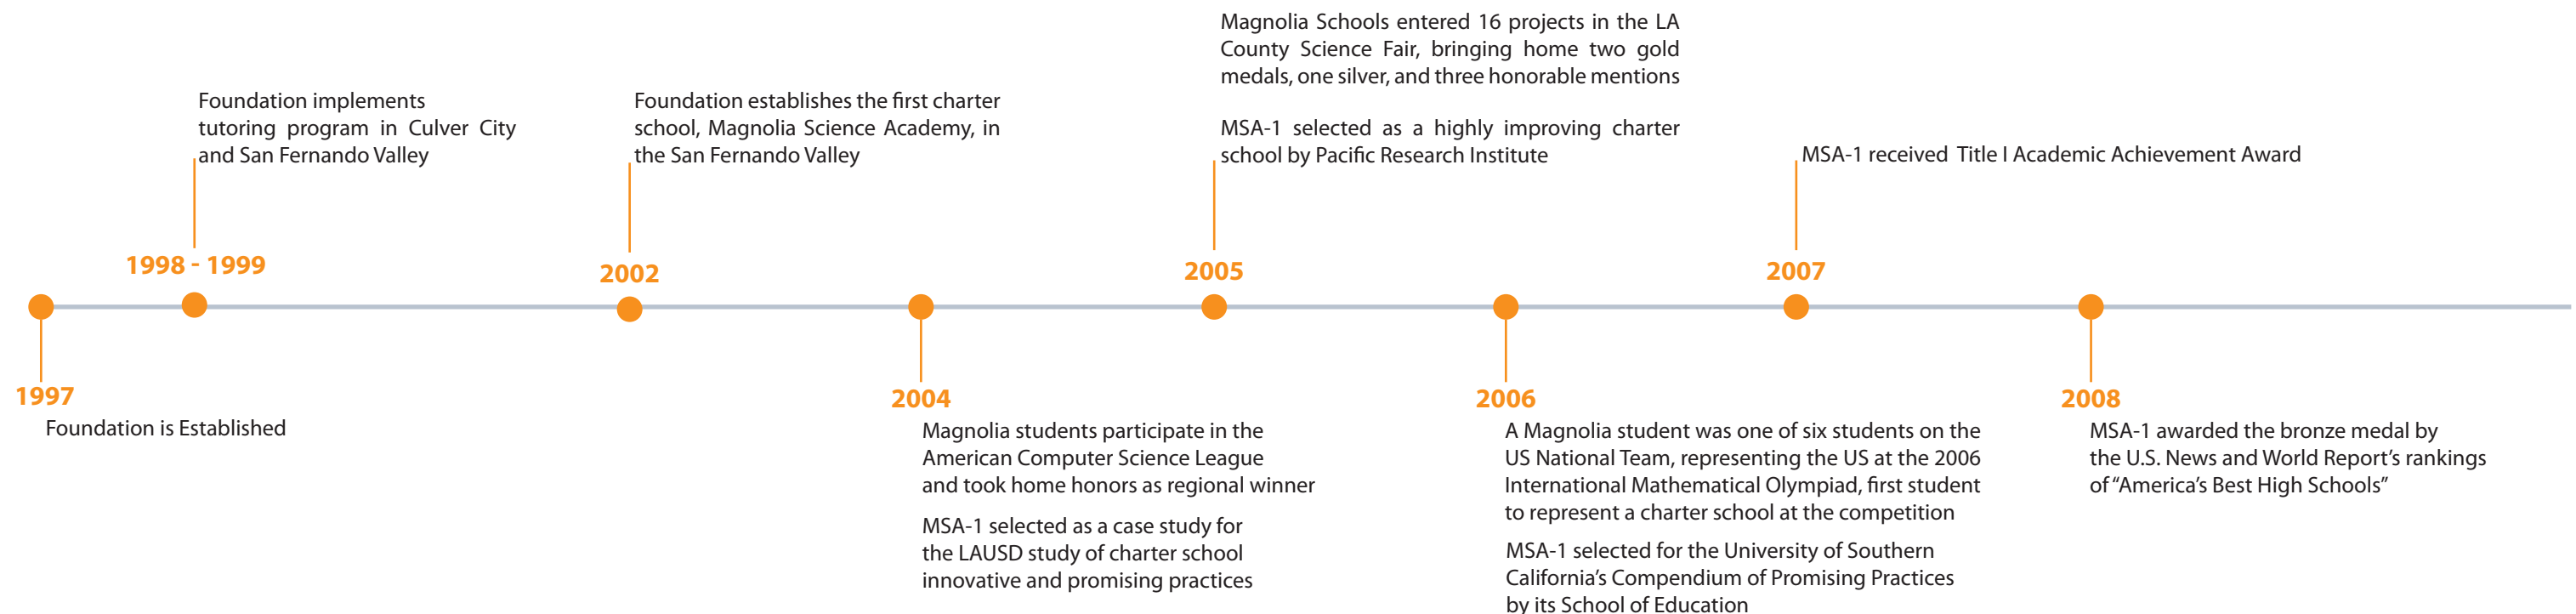 1997
Foundation is Established
Foundation implements
tutoring program in Culver City
and San Fernando Valley
1998 - 1999
Foundation establishes the first charter
school, Magnolia Science Academy, in
the San Fernando Valley
2002
2004
Magnolia students participate in the
American Computer Science League
and took home honors as regional winner
MSA-1 selected as a case study for
the LAUSD study of charter school
innovative and promising practices
Magnolia Schools entered 16 projects in the LA
County Science Fair, bringing home two gold
medals, one silver, and three honorable mentions
MSA-1 selected as a highly improving charter
school by Pacific Research Institute
2005
2006
A Magnolia student was one of six students on the
US National Team, representing the US at the 2006
International Mathematical Olympiad, first student
to represent a charter school at the competition
MSA-1 selected for the University of Southern
California's Compendium of Promising Practices
by its School of Education
MSA-1 received Title I Academic Achievement Award
2007
2008
MSA-1 awarded the bronze medal by
the U.S. News and World Report's rankings
of "America's Best High Schools"